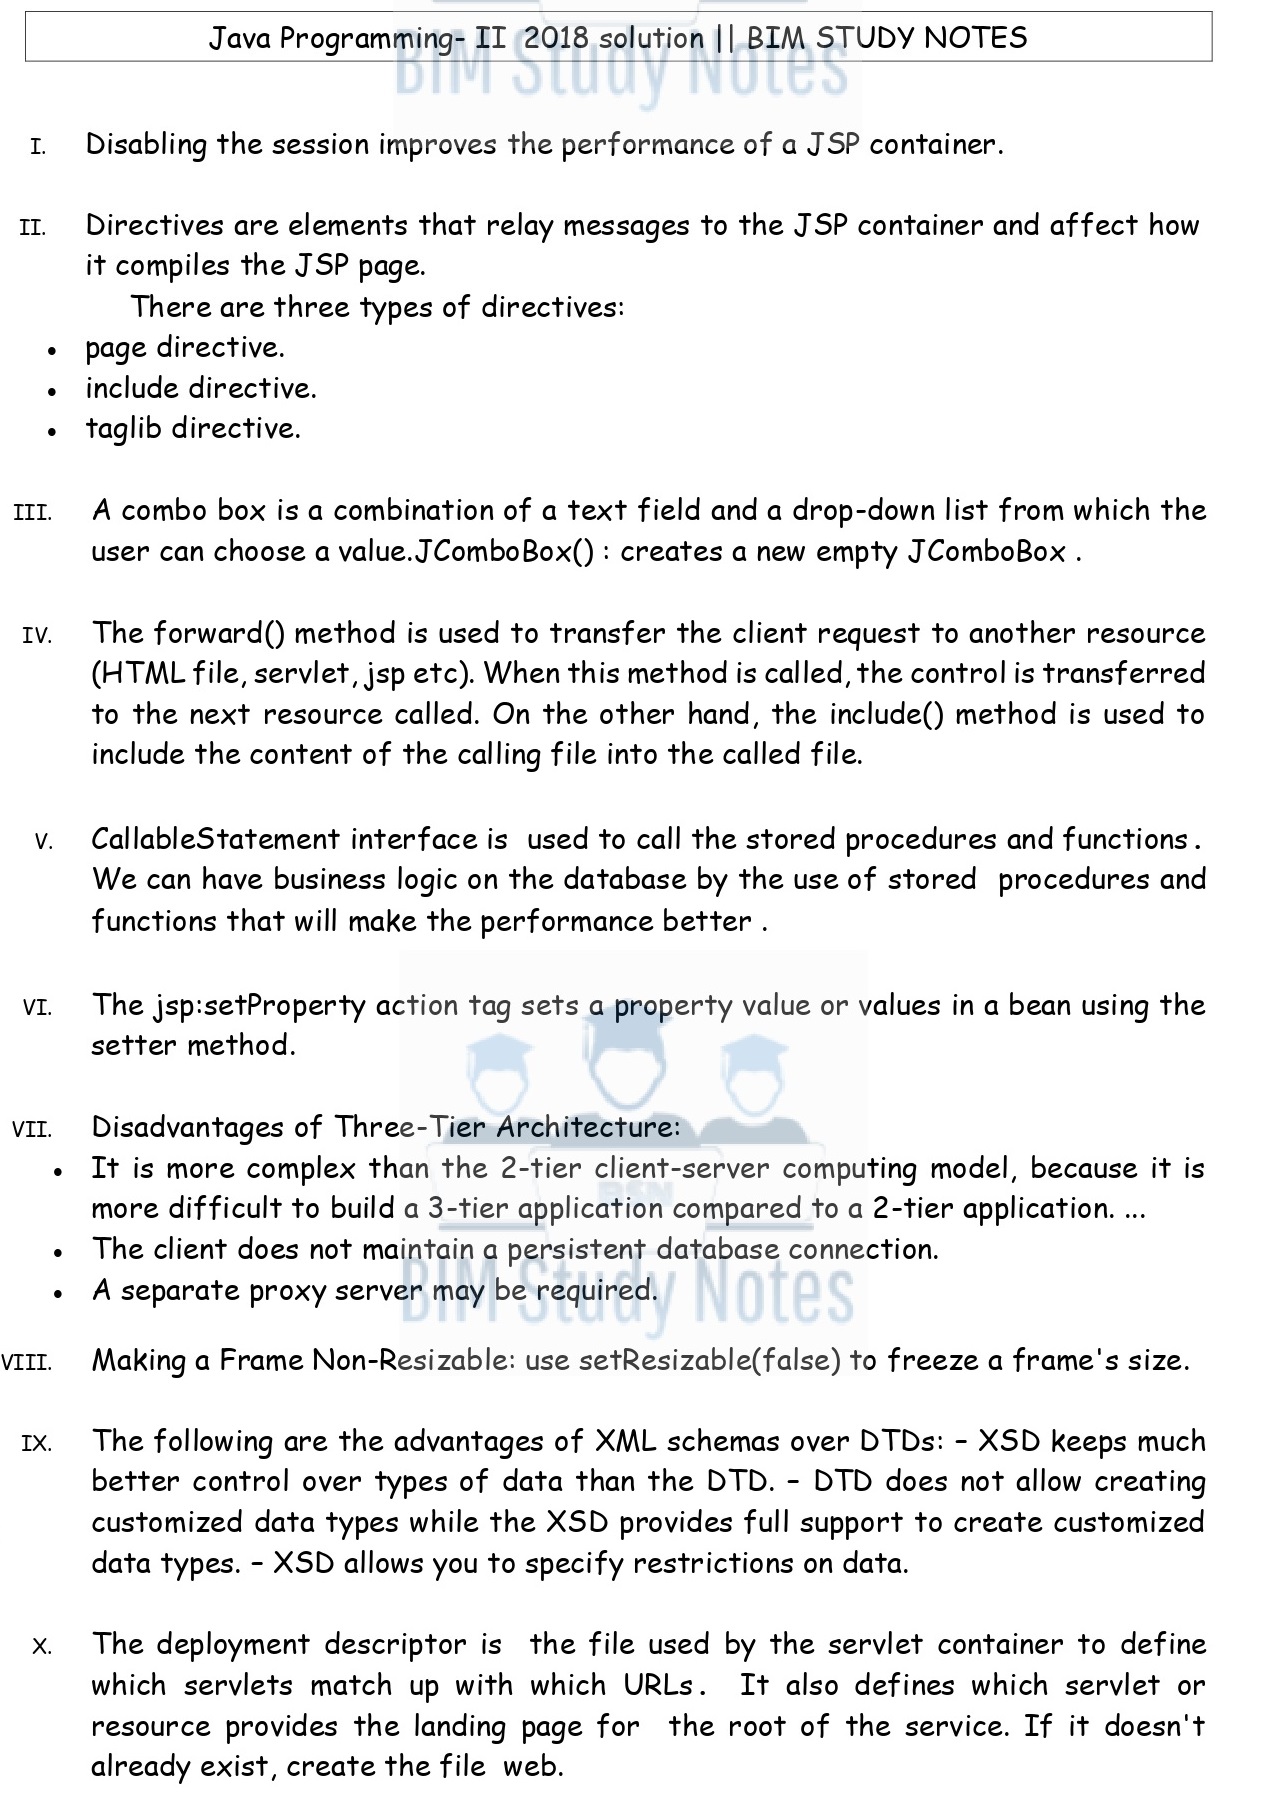 Java Programming- II 2018 solution || BIM STUDY NOTES
BIM Study Notes
I. Disabling the session improves the performance of a JSP container.
II. Directives are elements that relay messages to the JSP container and affect how
it compiles the JSP page.
There are three types of directives:
• page directive.
• include directive.
• taglib directive.
III. A combo box is a combination of a text field and a drop-down list from which the
user can choose a value.JComboBox() : creates a new empty JComboBox .
IV. The forward() method is used to transfer the client request to another resource
(HTML file, servlet, jsp etc). When this method is called, the control is transferred
to the next resource called. On the other hand, the include() method is used to
include the content of the calling file into the called file.
V. CallableStatement interface is used to call the stored procedures and functions.
We can have business logic on the database by the use of stored procedures and
functions that will make the performance better .
VI. The jsp:setProperty action tag sets a property value or values in a bean using the
setter method.
VII. Disadvantages of Three-Tier Architecture:
• It is more complex than the 2-tier client-server computing model, because it is
BSN
more difficult to build a 3-tier application compared to a 2-tier application. ...
• The client does not maintain a persistent database connection.
• A separate proxy server may be required.
BIM Study Notes
VIII. Making a Frame Non-Resizable: use setResizable(false) to freeze a frame's size.
IX. The following are the advantages of XML schemas over DTDs: – XSD keeps much
better control over types of data than the DTD. – DTD does not allow creating
customized data types while the XSD provides full support to create customized
data types. – XSD allows you to specify restrictions on data.
X. The deployment descriptor is the file used by the servlet container to define
which servlets match up with which URLs. It also defines which servlet or
resource provides the landing page for the root of the service. If it doesn't
already exist, create the file web.